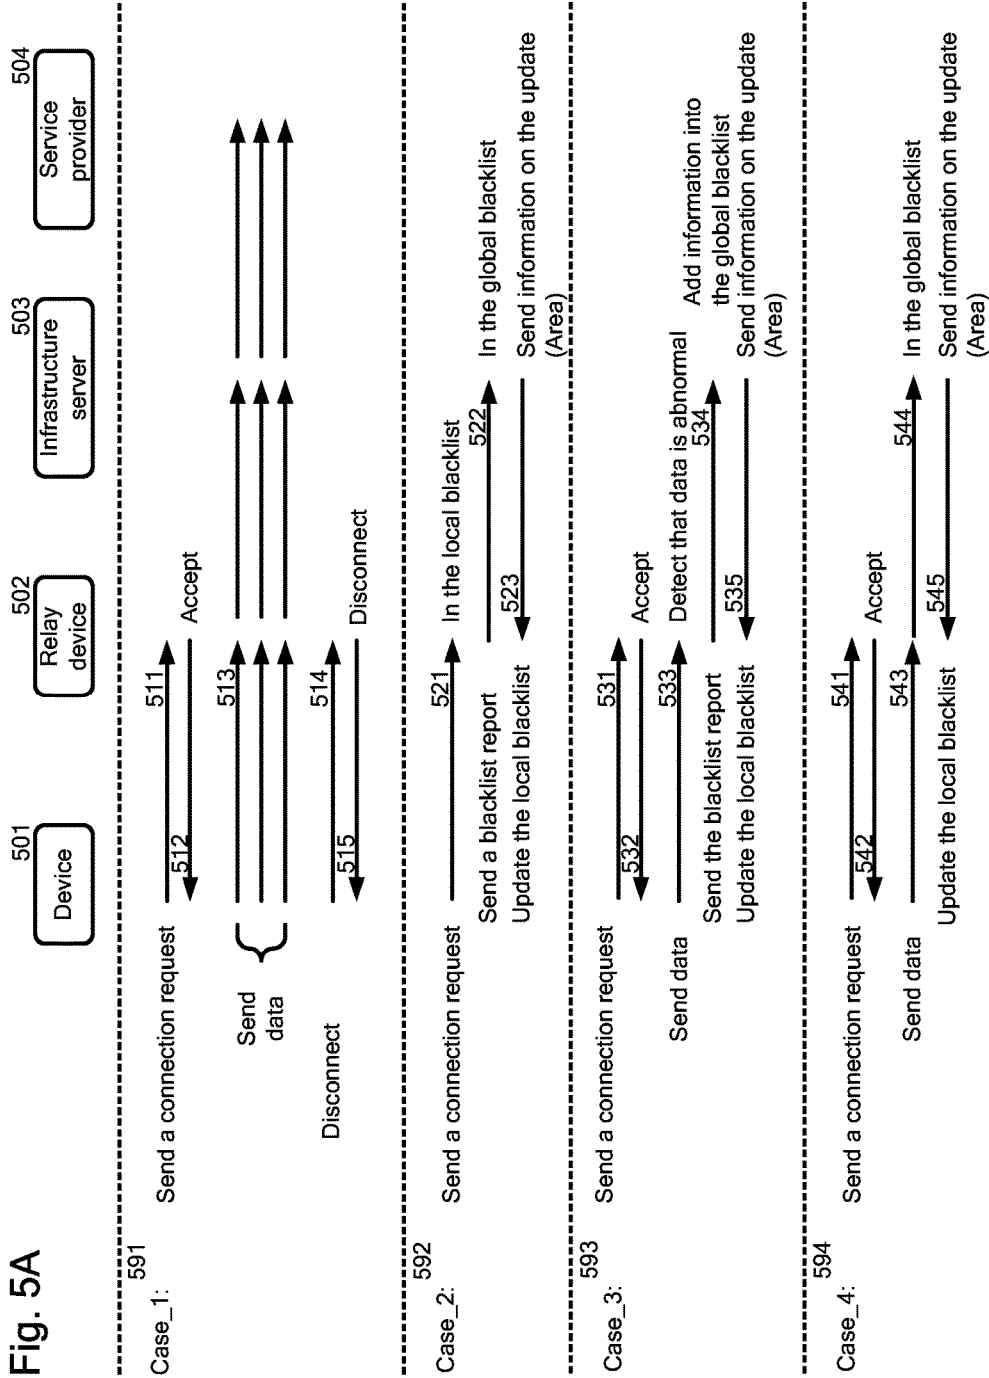 Fig. 5A
501
Device
502
Relay
device
503
Infrastructure
server
504
Service
provider
591
Case_1:
Send a connection request
511
512
Accept
Send
data
513
Disconnect
514
515
Disconnect
592
Case_2:
Send a connection request
521
In the local blacklist
Send a blacklist report
522
In the global blacklist
Update the local blacklist
523
Send information on the update
(Area)
593
Case_3:
Send a connection request
531
532
Accept
Send data
533
Detect that data is abnormal
Send the blacklist report
534
Add information into
the global blacklist
Update the local blacklist
535
Send information on the update
(Area)
594
Case_4:
Send a connection request
541
542
Accept
Send data
543
544
In the global blacklist
Update the local blacklist
545
Send information on the update
(Area)